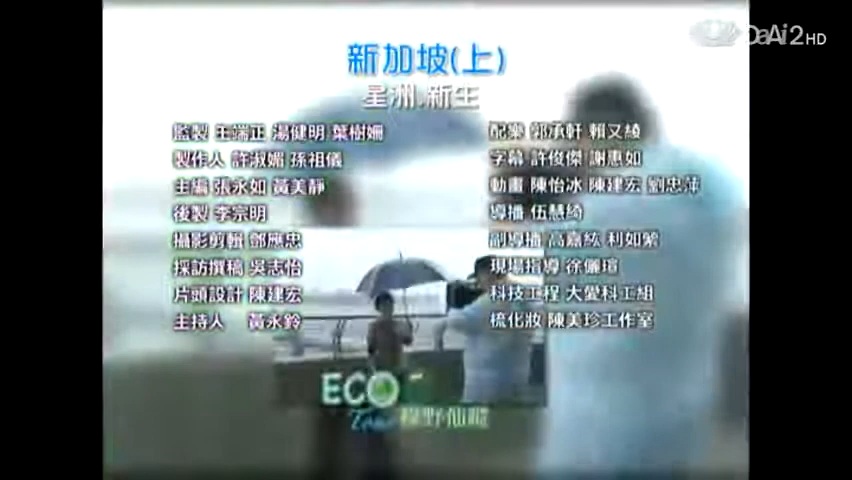 DaAi2HD
新加坡(上)
星洲.新生
監製 王端正 湯健明 葉樹姍
製作人 許淑媚 孫祖儀
主編 張永如 黃美靜
後製 李宗明
攝影剪輯 鄧應忠
採訪撰稿 吳志怡
片頭設計 陳建宏
主持人 黃永鈴
配樂 郭承軒 賴又綾
字幕 許俊傑 謝惠如
動畫 陳怡冰 陳建宏 劉忠萍
導播 伍慧綺
副導播 高嘉紘 利如縈
現場指導 徐儷瑄
科技工程 大愛科工組
梳化妝 陳美珍工作室
ECO
Tour 綠野仙蹤